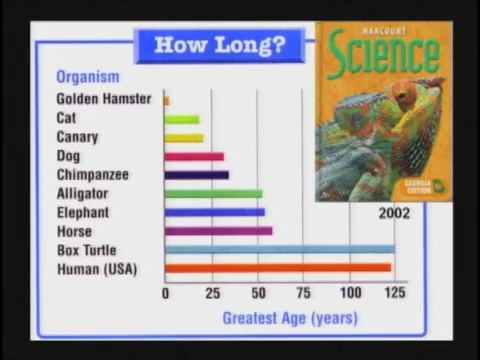 How Long?
HARCOURT
Science
GEORGIA
EDITION
2002
Organism
Golden Hamster
Cat
Canary
Dog
Chimpanzee
Alligator
Elephant
Horse
Box Turtle
Human (USA)
0 25 50 75 100 125
Greatest Age (years)